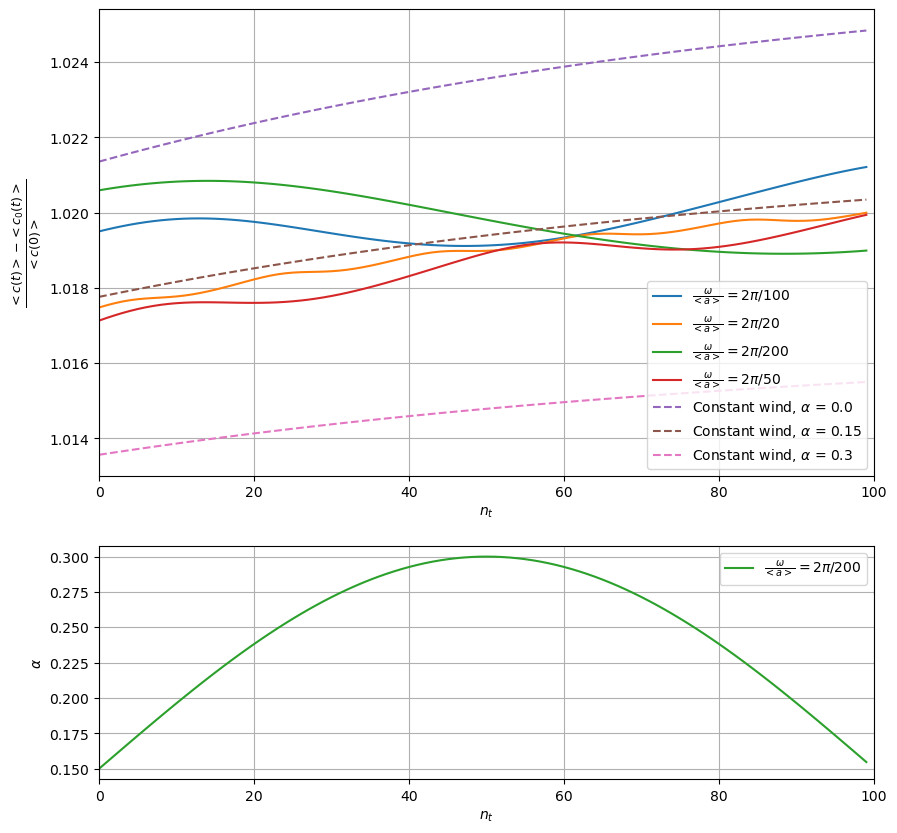 1.024
1.022
1.020
1.018
1.016
1.014
<c(t)> − <c₀(t)>
<c(0)>
0 20 40 60 80 100
n_t
ω/<a> = 2π/100
ω/<a> = 2π/20
ω/<a> = 2π/200
ω/<a> = 2π/50
Constant wind, α = 0.0
Constant wind, α = 0.15
Constant wind, α = 0.3
0.300
0.275
0.250
0.225
0.200
0.175
0.150
α
ω/<a> = 2π/200
0 20 40 60 80 100
n_t